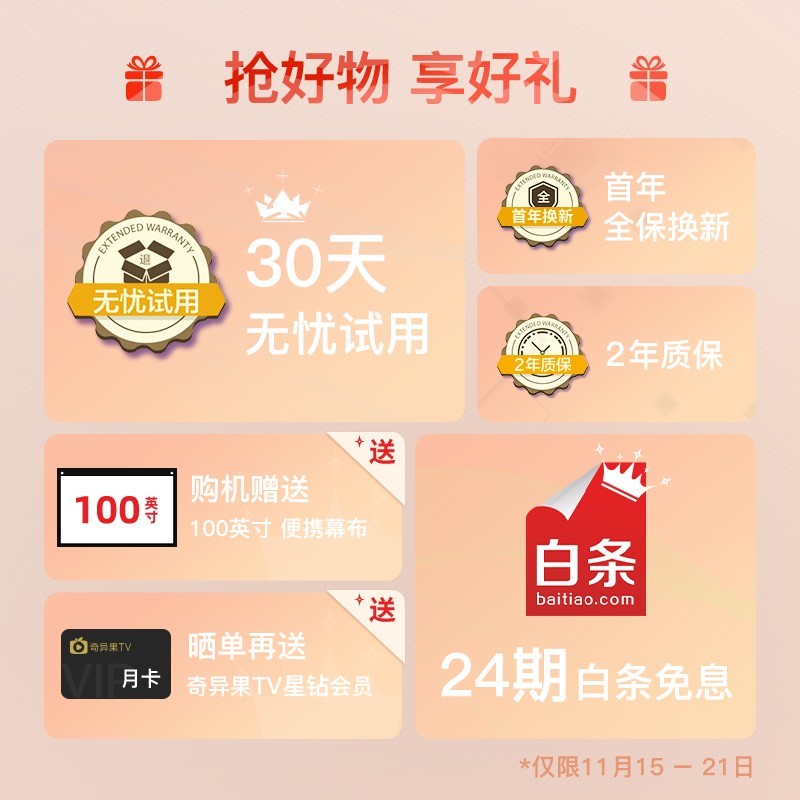 抢好物 享好礼
EXTENDED WARRANTY
退
无忧试用
30天
无忧试用
EXTENDED WARRANTY
全
首年换新
首年
全保换新
EXTENDED WARRANTY
2年质保
2年质保
送
100英寸
购机赠送
100英寸 便携幕布
送
奇异果TV
VIP
月卡
晒单再送
奇异果TV星钻会员
白条
baitiao.com
24期白条免息
*仅限11月15 – 21日